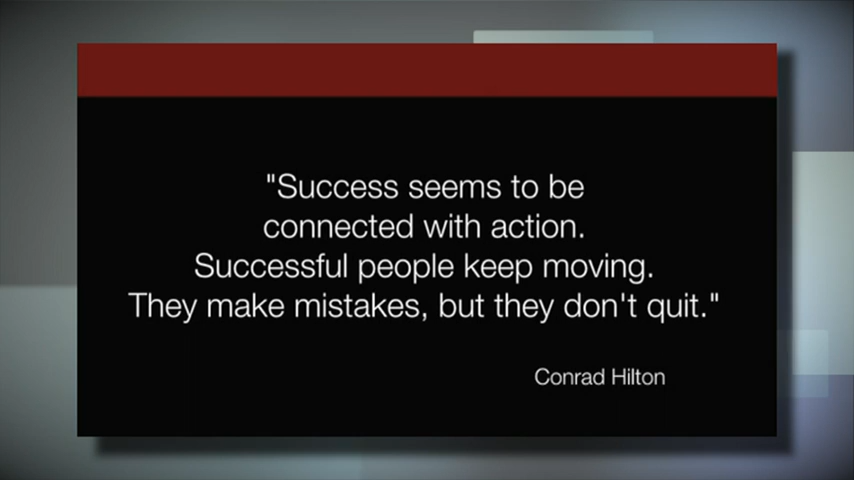 "Success seems to be
connected with action.
Successful people keep moving.
They make mistakes, but they don't quit."
Conrad Hilton